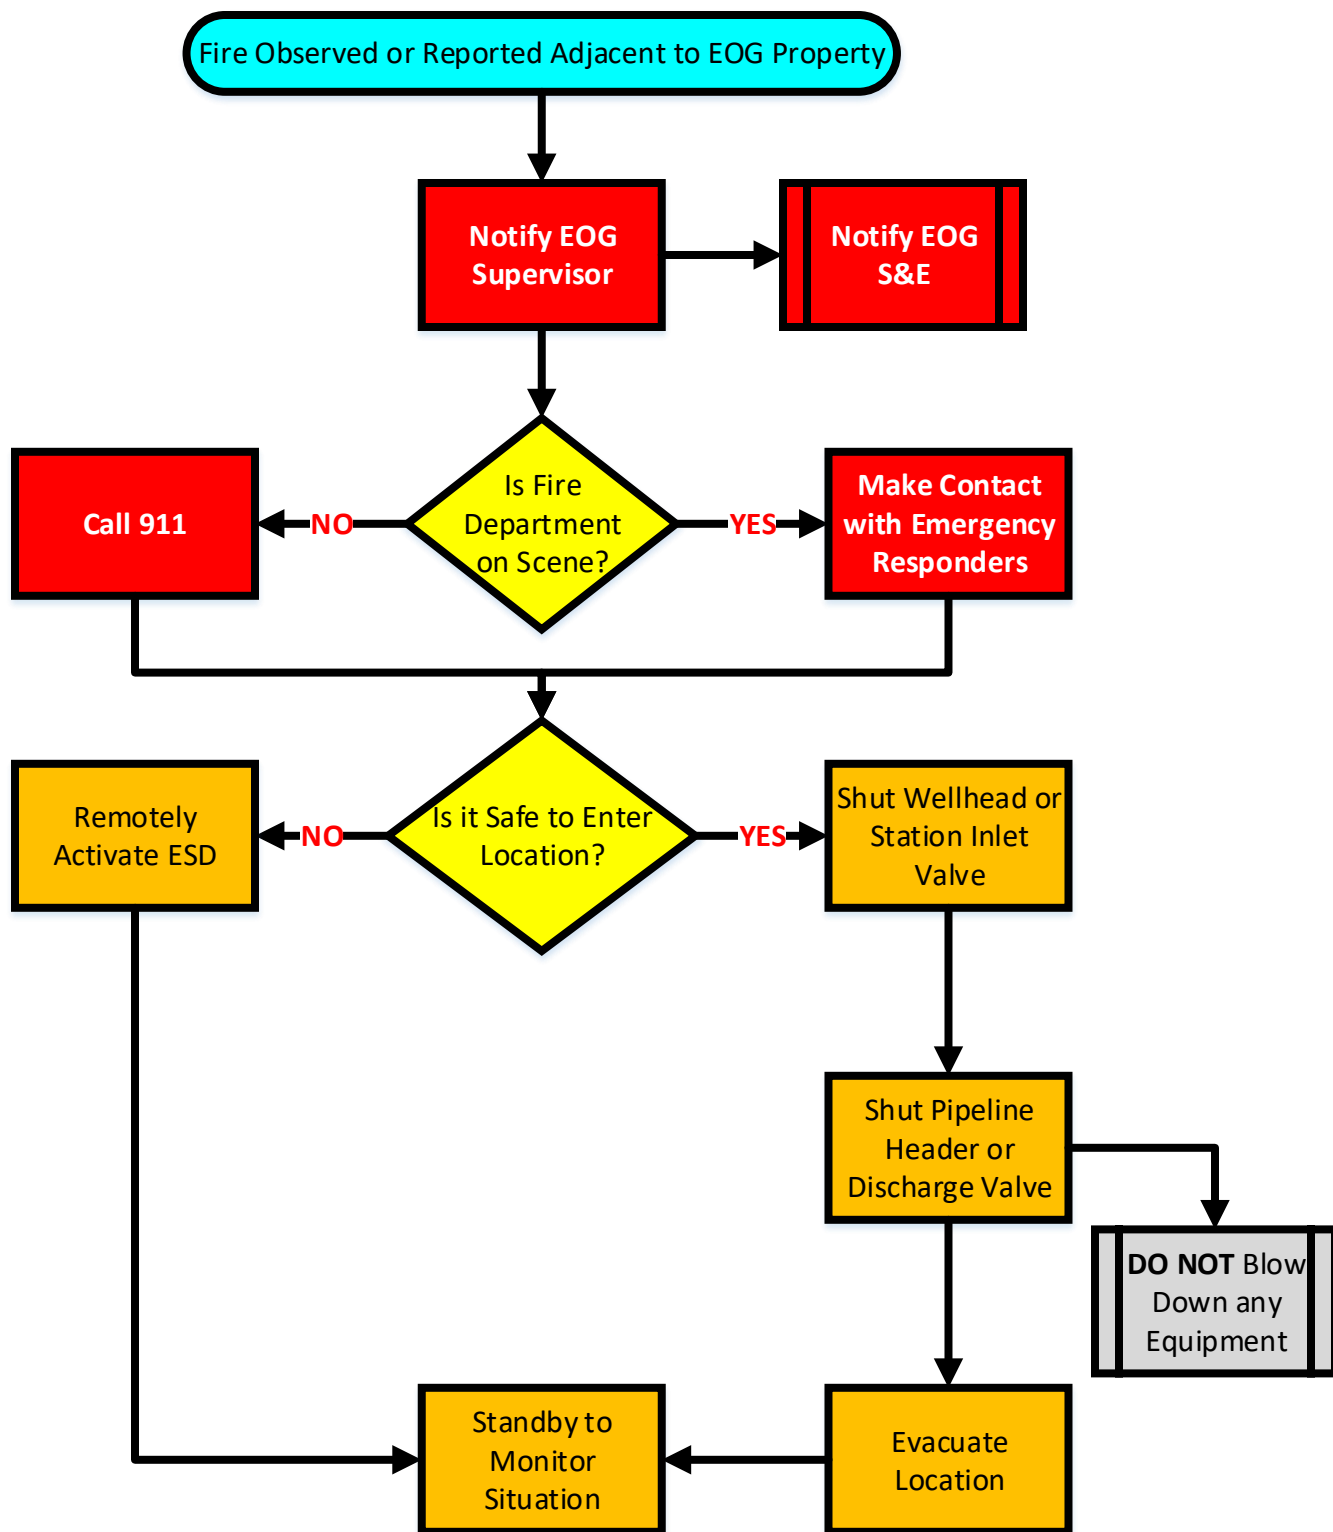 Fire Observed or Reported Adjacent to EOG Property
Notify EOG
Supervisor
Notify EOG
S&E
Is Fire
Department
on Scene?
NO
YES
Call 911
Make Contact
with Emergency
Responders
Is it Safe to Enter
Location?
NO
YES
Remotely
Activate ESD
Shut Wellhead or
Station Inlet
Valve
Shut Pipeline
Header or
Discharge Valve
DO NOT Blow
Down any
Equipment
Evacuate
Location
Standby to
Monitor
Situation